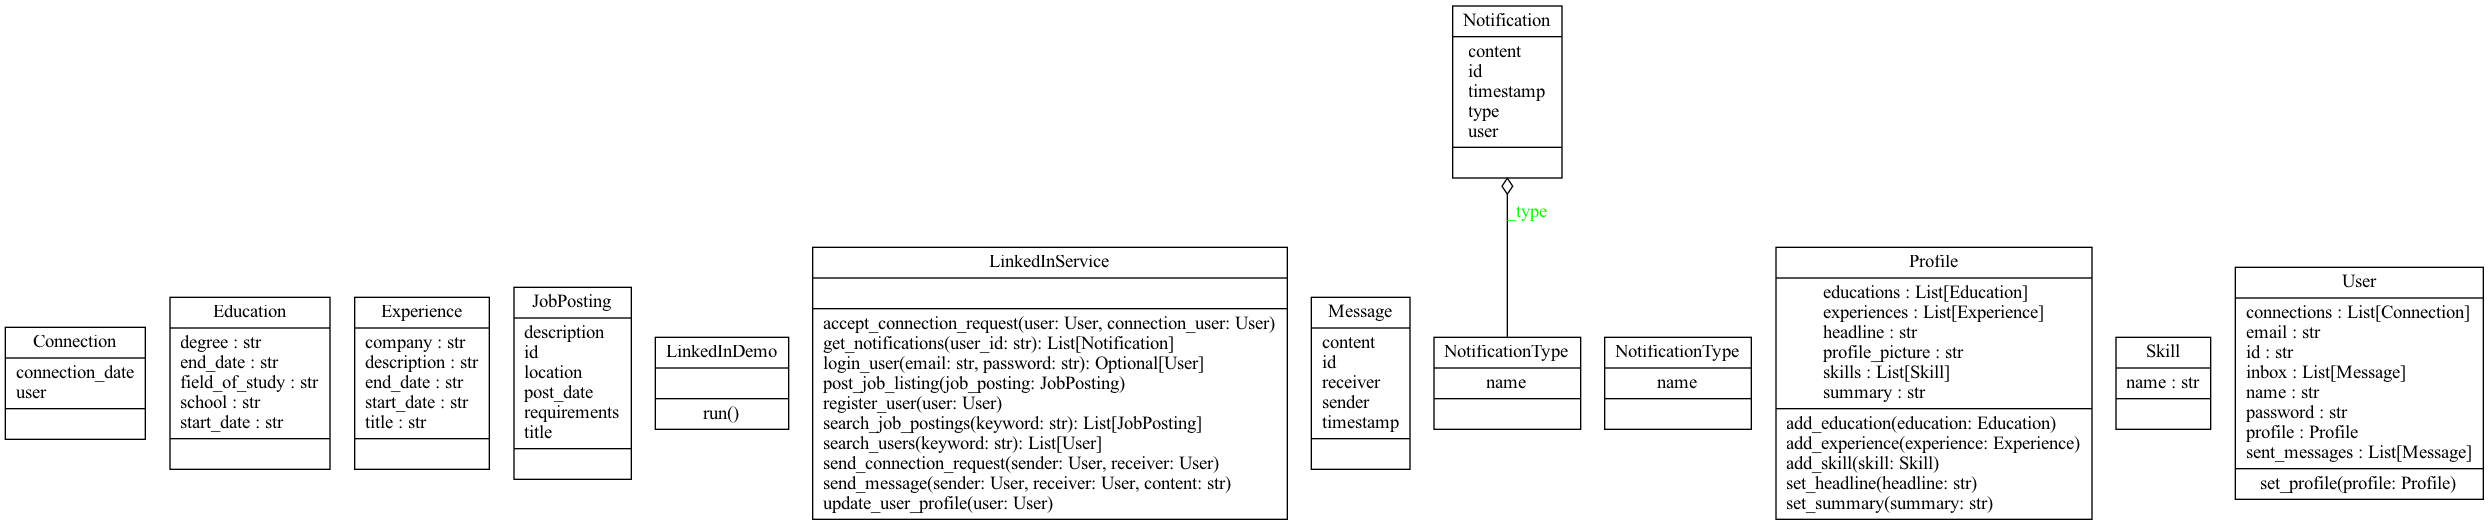 Notification
content
id
timestamp
type
user
_type
Connection
connection_date
user
Education
degree : str
end_date : str
field_of_study : str
school : str
start_date : str
Experience
company : str
description : str
end_date : str
start_date : str
title : str
JobPosting
description
id
location
post_date
requirements
title
LinkedInDemo
run()
LinkedInService
accept_connection_request(user: User, connection_user: User)
get_notifications(user_id: str): List[Notification]
login_user(email: str, password: str): Optional[User]
post_job_listing(job_posting: JobPosting)
register_user(user: User)
search_job_postings(keyword: str): List[JobPosting]
search_users(keyword: str): List[User]
send_connection_request(sender: User, receiver: User)
send_message(sender: User, receiver: User, content: str)
update_user_profile(user: User)
Message
content
id
receiver
sender
timestamp
NotificationType
name
NotificationType
name
Profile
educations : List[Education]
experiences : List[Experience]
headline : str
profile_picture : str
skills : List[Skill]
summary : str
add_education(education: Education)
add_experience(experience: Experience)
add_skill(skill: Skill)
set_headline(headline: str)
set_summary(summary: str)
Skill
name : str
User
connections : List[Connection]
email : str
id : str
inbox : List[Message]
name : str
password : str
profile : Profile
sent_messages : List[Message]
set_profile(profile: Profile)